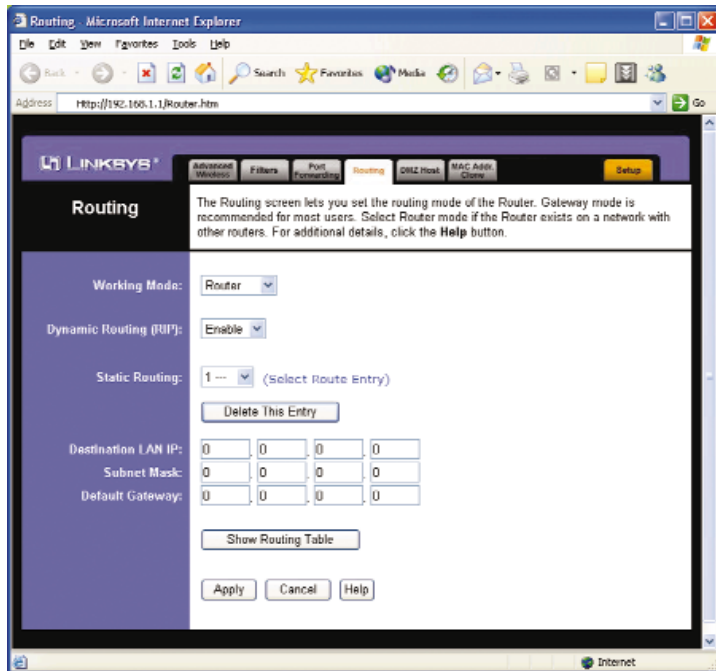 Routing - Microsoft Internet Explorer
File Edit View Favorites Tools Help
Back Search Favorites Media
Address http://192.168.1.1/Router.htm Go
LINKSYS®
Advanced Wireless Filters Port Forwarding Routing DMZ Host MAC Addr. Clone Setup
Routing
The Routing screen lets you set the routing mode of the Router. Gateway mode is
recommended for most users. Select Router mode if the Router exists on a network with
other routers. For additional details, click the Help button.
Working Mode: Router
Dynamic Routing (RIP): Enable
Static Routing: 1 --- (Select Route Entry)
Delete This Entry
Destination LAN IP: 0 . 0 . 0 . 0
Subnet Mask: 0 . 0 . 0 . 0
Default Gateway: 0 . 0 . 0 . 0
Show Routing Table
Apply Cancel Help
Internet